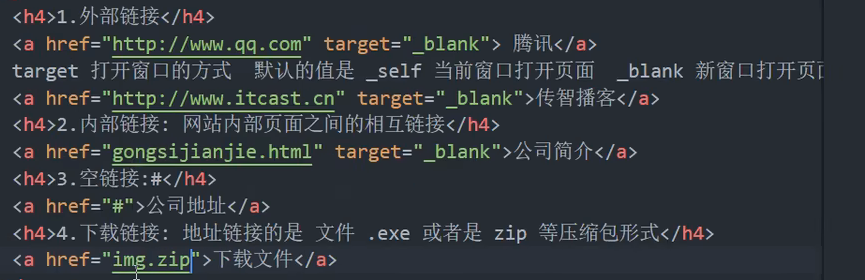 <h4>1.外部链接</h4>
<a href="http://www.qq.com" target="_blank"> 腾讯</a>
target 打开窗口的方式  默认的值是 _self 当前窗口打开页面  _blank 新窗口打开页面
<a href="http://www.itcast.cn" target="_blank">传智播客</a>
<h4>2.内部链接: 网站内部页面之间的相互链接</h4>
<a href="gongsijianjie.html" target="_blank">公司简介</a>
<h4>3.空链接:#</h4>
<a href="#">公司地址</a>
<h4>4.下载链接: 地址链接的是 文件 .exe 或者是 zip 等压缩包形式</h4>
<a href="img.zip">下载文件</a>